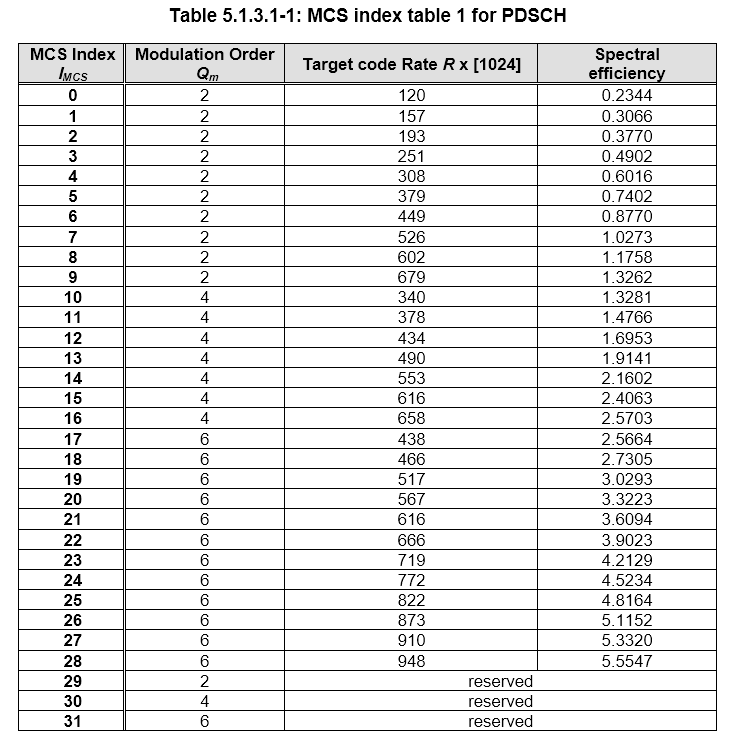 Table 5.1.3.1-1: MCS index table 1 for PDSCH
MCS Index Modulation Order Target code Rate R x [1024] Spectral
I_MCS Q_m efficiency
0 2 120 0.2344
1 2 157 0.3066
2 2 193 0.3770
3 2 251 0.4902
4 2 308 0.6016
5 2 379 0.7402
6 2 449 0.8770
7 2 526 1.0273
8 2 602 1.1758
9 2 679 1.3262
10 4 340 1.3281
11 4 378 1.4766
12 4 434 1.6953
13 4 490 1.9141
14 4 553 2.1602
15 4 616 2.4063
16 4 658 2.5703
17 6 438 2.5664
18 6 466 2.7305
19 6 517 3.0293
20 6 567 3.3223
21 6 616 3.6094
22 6 666 3.9023
23 6 719 4.2129
24 6 772 4.5234
25 6 822 4.8164
26 6 873 5.1152
27 6 910 5.3320
28 6 948 5.5547
29 2 reserved
30 4 reserved
31 6 reserved